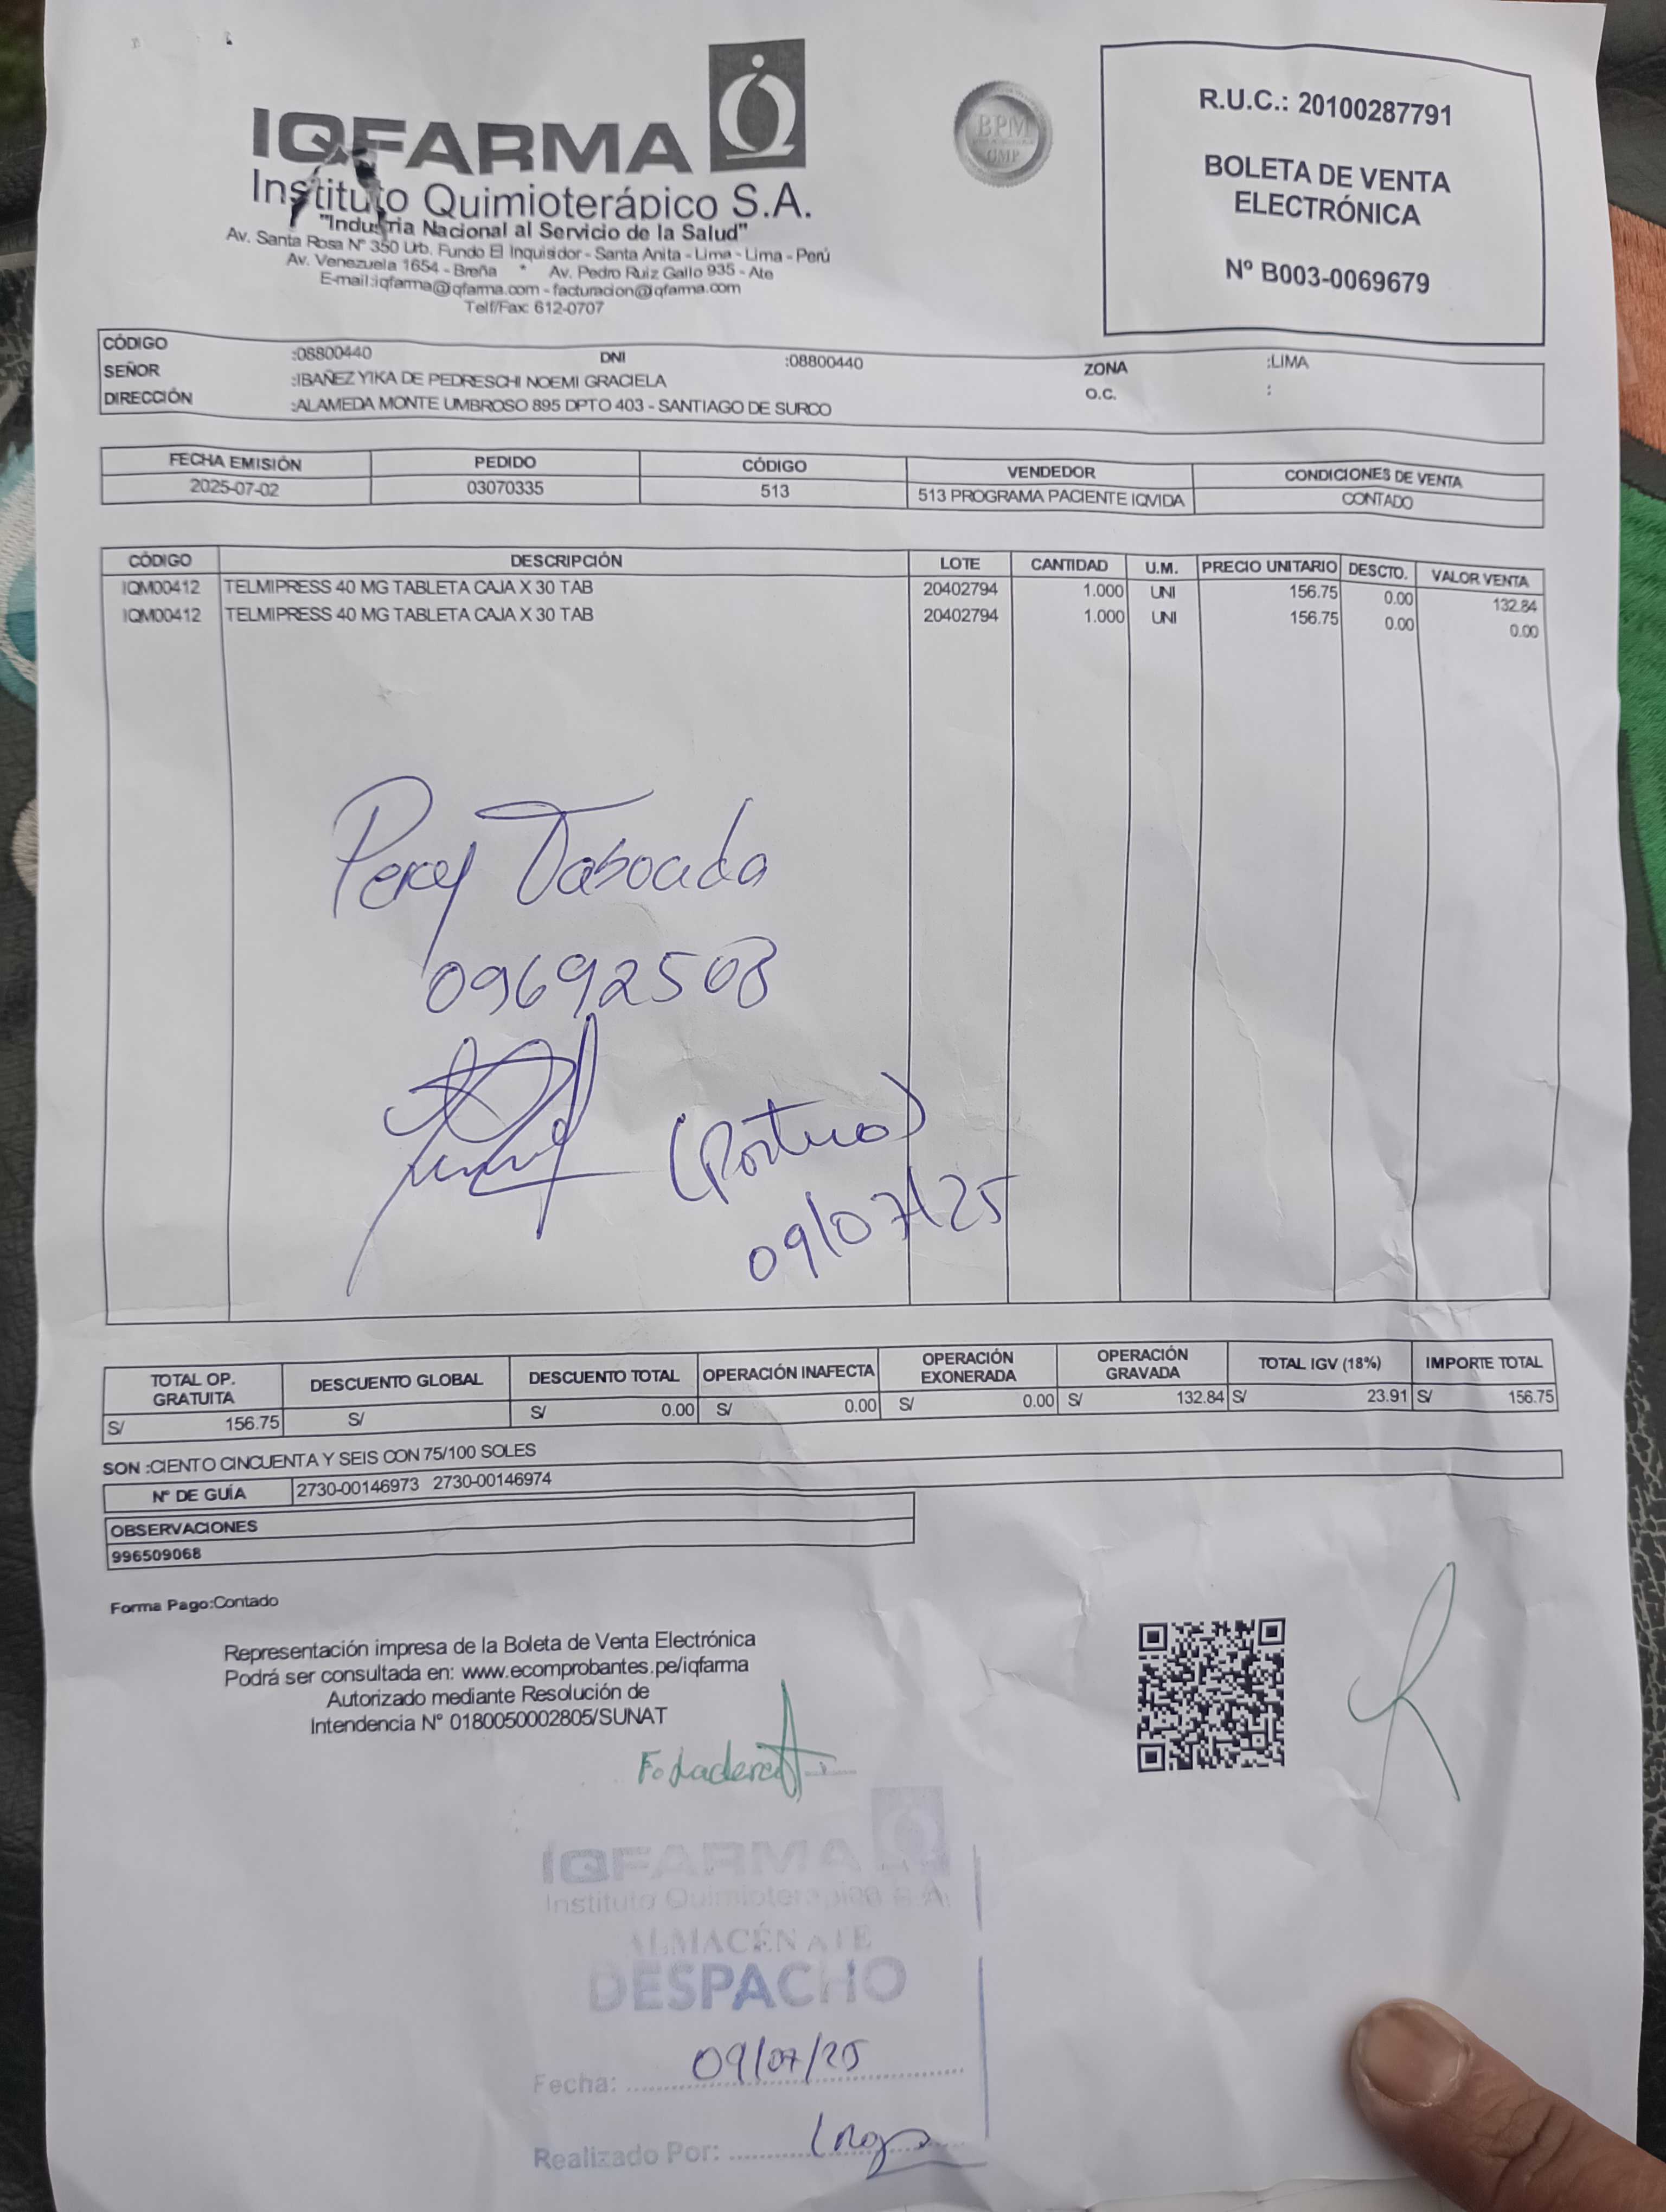 IQFARMA
Instituto Quimioterápico S.A.
"Industria Nacional al Servicio de la Salud"
Av. Santa Rosa Nº 350 Urb. Fundo El Inquisidor - Santa Anita - Lima - Lima - Perú
Av. Venezuela 1654 - Breña * Av. Pedro Ruiz Gallo 935 - Ate
E-mail:iqfarma@iqfarma.com - facturacion@iqfarma.com
Telf/Fax: 612-0707
BPM
GMP
R.U.C.: 20100287791
BOLETA DE VENTA
ELECTRÓNICA
Nº B003-0069679
CÓDIGO :08800440 DNI :08800440 ZONA :LIMA
SEÑOR :IBAÑEZ YIKA DE PEDRESCHI NOEMI GRACIELA O.C. :
DIRECCIÓN :ALAMEDA MONTE UMBROSO 895 DPTO 403 - SANTIAGO DE SURCO
FECHA EMISIÓN PEDIDO CÓDIGO VENDEDOR CONDICIONES DE VENTA
2025-07-02 03070335 513 513 PROGRAMA PACIENTE IQVIDA CONTADO
CÓDIGO DESCRIPCIÓN LOTE CANTIDAD U.M. PRECIO UNITARIO DESCTO. VALOR VENTA
IQM00412 TELMIPRESS 40 MG TABLETA CAJA X 30 TAB 20402794 1.000 UNI 156.75 0.00 132.84
IQM00412 TELMIPRESS 40 MG TABLETA CAJA X 30 TAB 20402794 1.000 UNI 156.75 0.00 0.00
Percy Taboada
09692508
09/07/25
TOTAL OP. GRATUITA DESCUENTO GLOBAL DESCUENTO TOTAL OPERACIÓN INAFECTA OPERACIÓN EXONERADA OPERACIÓN GRAVADA TOTAL IGV (18%) IMPORTE TOTAL
S/ 156.75 S/ S/ 0.00 S/ 0.00 S/ 0.00 S/ 132.84 S/ 23.91 S/ 156.75
SON :CIENTO CINCUENTA Y SEIS CON 75/100 SOLES
Nº DE GUÍA 2730-00146973 2730-00146974
OBSERVACIONES
996509068
Forma Pago:Contado
Representación impresa de la Boleta de Venta Electrónica
Podrá ser consultada en: www.ecomprobantes.pe/iqfarma
Autorizado mediante Resolución de
Intendencia Nº 0180050002805/SUNAT
IQFARMA
Instituto Quimioterapico S.A.
ALMACÉN ATE
DESPACHO
Fecha: 09/07/25
Realizado Por: